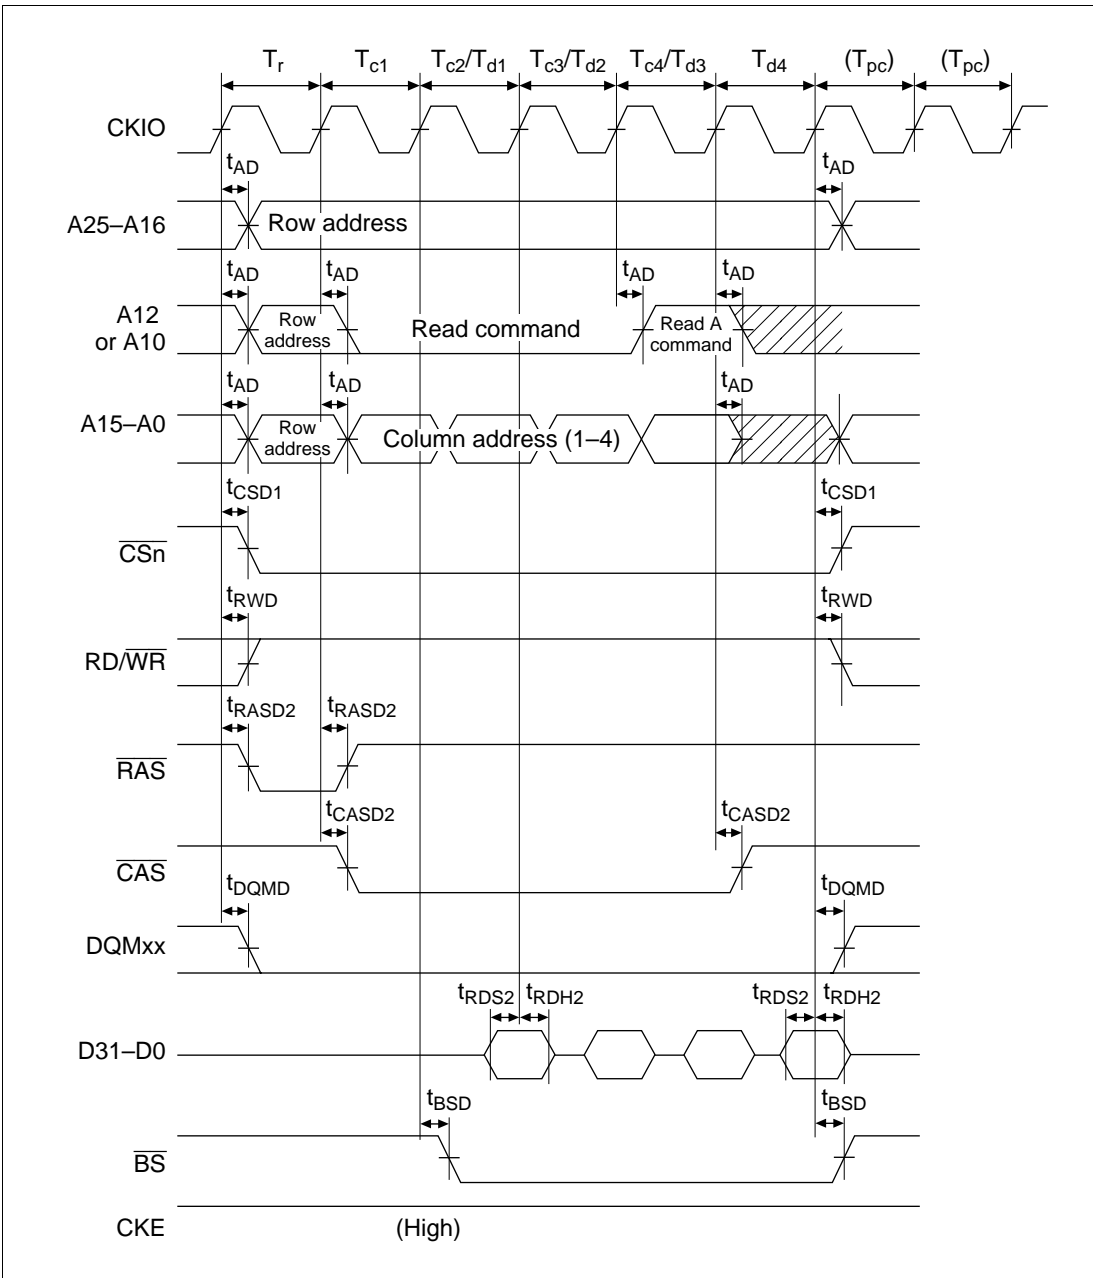 Tr Tc1 Tc2/Td1 Tc3/Td2 Tc4/Td3 Td4 (Tpc) (Tpc)
CKIO
tAD tAD
A25–A16 Row address
tAD tAD tAD tAD
A12
or A10
Row
address
Read command
Read A
command
tAD tAD tAD
A15–A0
Row
address
Column address (1–4)
tCSD1 tCSD1
CSn
tRWD tRWD
RD/WR
tRASD2 tRASD2
RAS
tCASD2 tCASD2
CAS
tDQMD tDQMD
DQMxx
tRDS2 tRDH2 tRDS2 tRDH2
D31–D0
tBSD tBSD
BS
CKE (High)